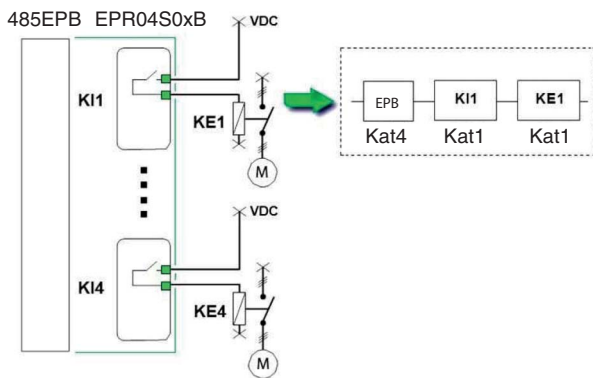 485EPB EPR04S0xB
VDC
KI1
KE1
M
EPB
KI1
KE1
Kat4
Kat1
Kat1
VDC
KI4
KE4
M